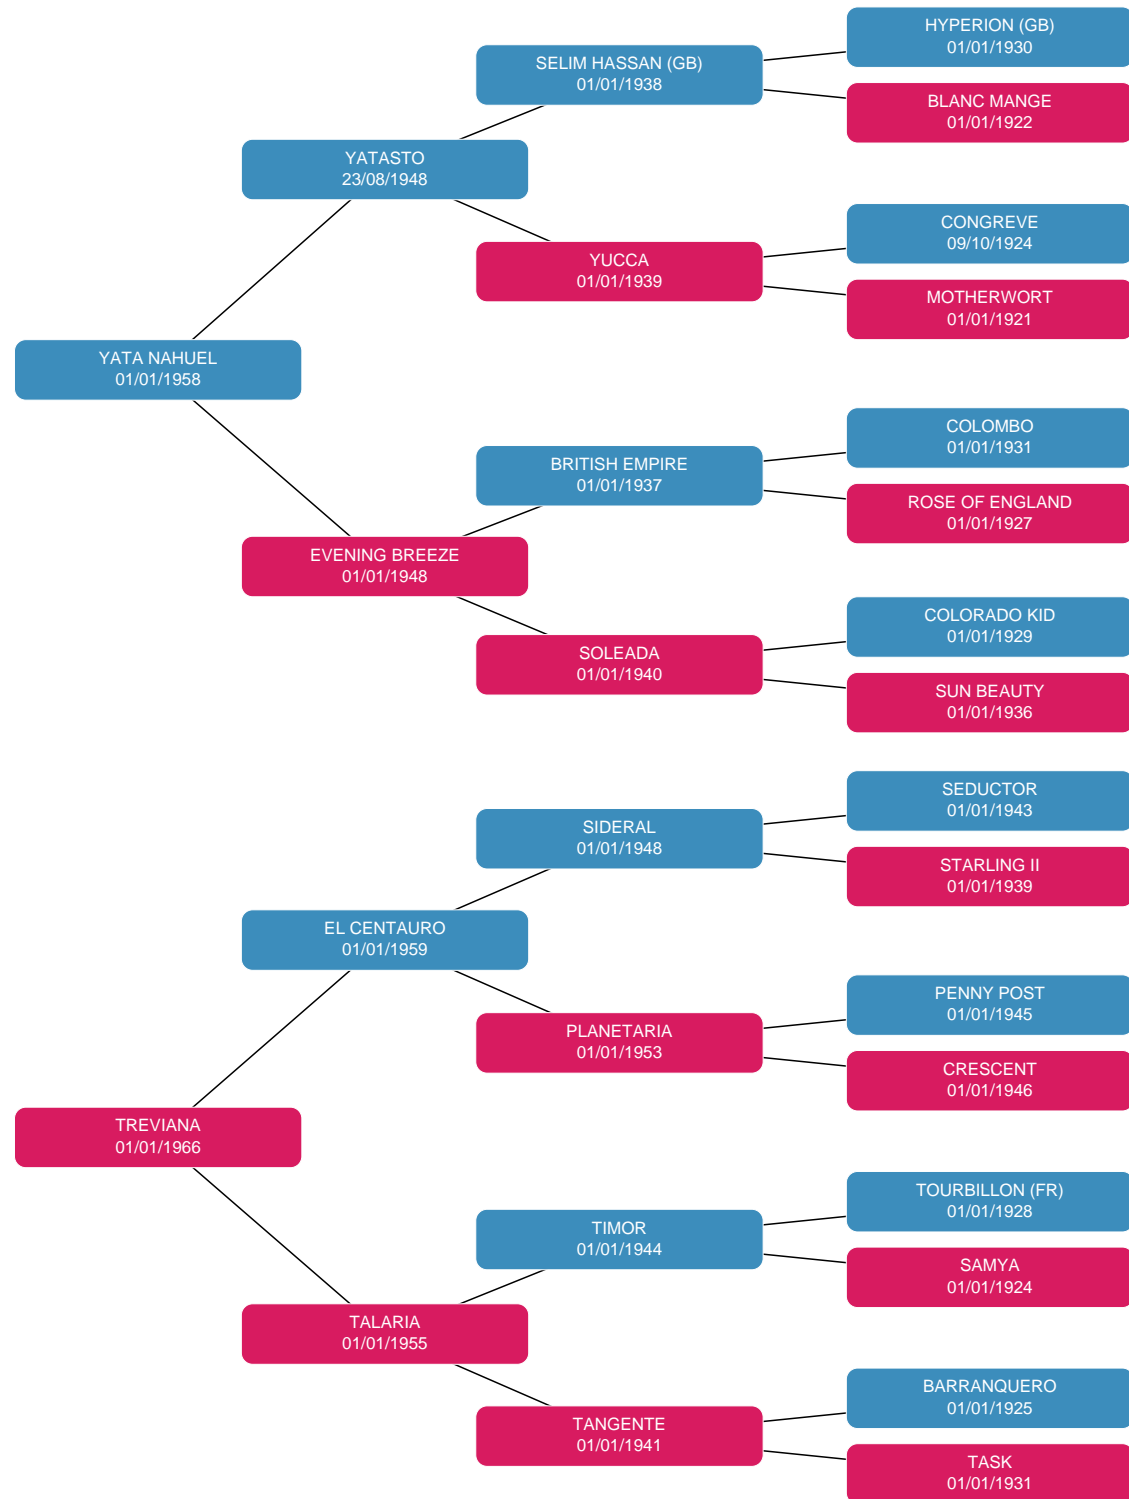 HYPERION (GB)
01/01/1930
SELIM HASSAN (GB)
01/01/1938
BLANC MANGE
01/01/1922
YATASTO
23/08/1948
CONGREVE
09/10/1924
YUCCA
01/01/1939
MOTHERWORT
01/01/1921
YATA NAHUEL
01/01/1958
COLOMBO
01/01/1931
BRITISH EMPIRE
01/01/1937
ROSE OF ENGLAND
01/01/1927
EVENING BREEZE
01/01/1948
COLORADO KID
01/01/1929
SOLEADA
01/01/1940
SUN BEAUTY
01/01/1936
SEDUCTOR
01/01/1943
SIDERAL
01/01/1948
STARLING II
01/01/1939
EL CENTAURO
01/01/1959
PENNY POST
01/01/1945
PLANETARIA
01/01/1953
CRESCENT
01/01/1946
TREVIANA
01/01/1966
TOURBILLON (FR)
01/01/1928
TIMOR
01/01/1944
SAMYA
01/01/1924
TALARIA
01/01/1955
BARRANQUERO
01/01/1925
TANGENTE
01/01/1941
TASK
01/01/1931